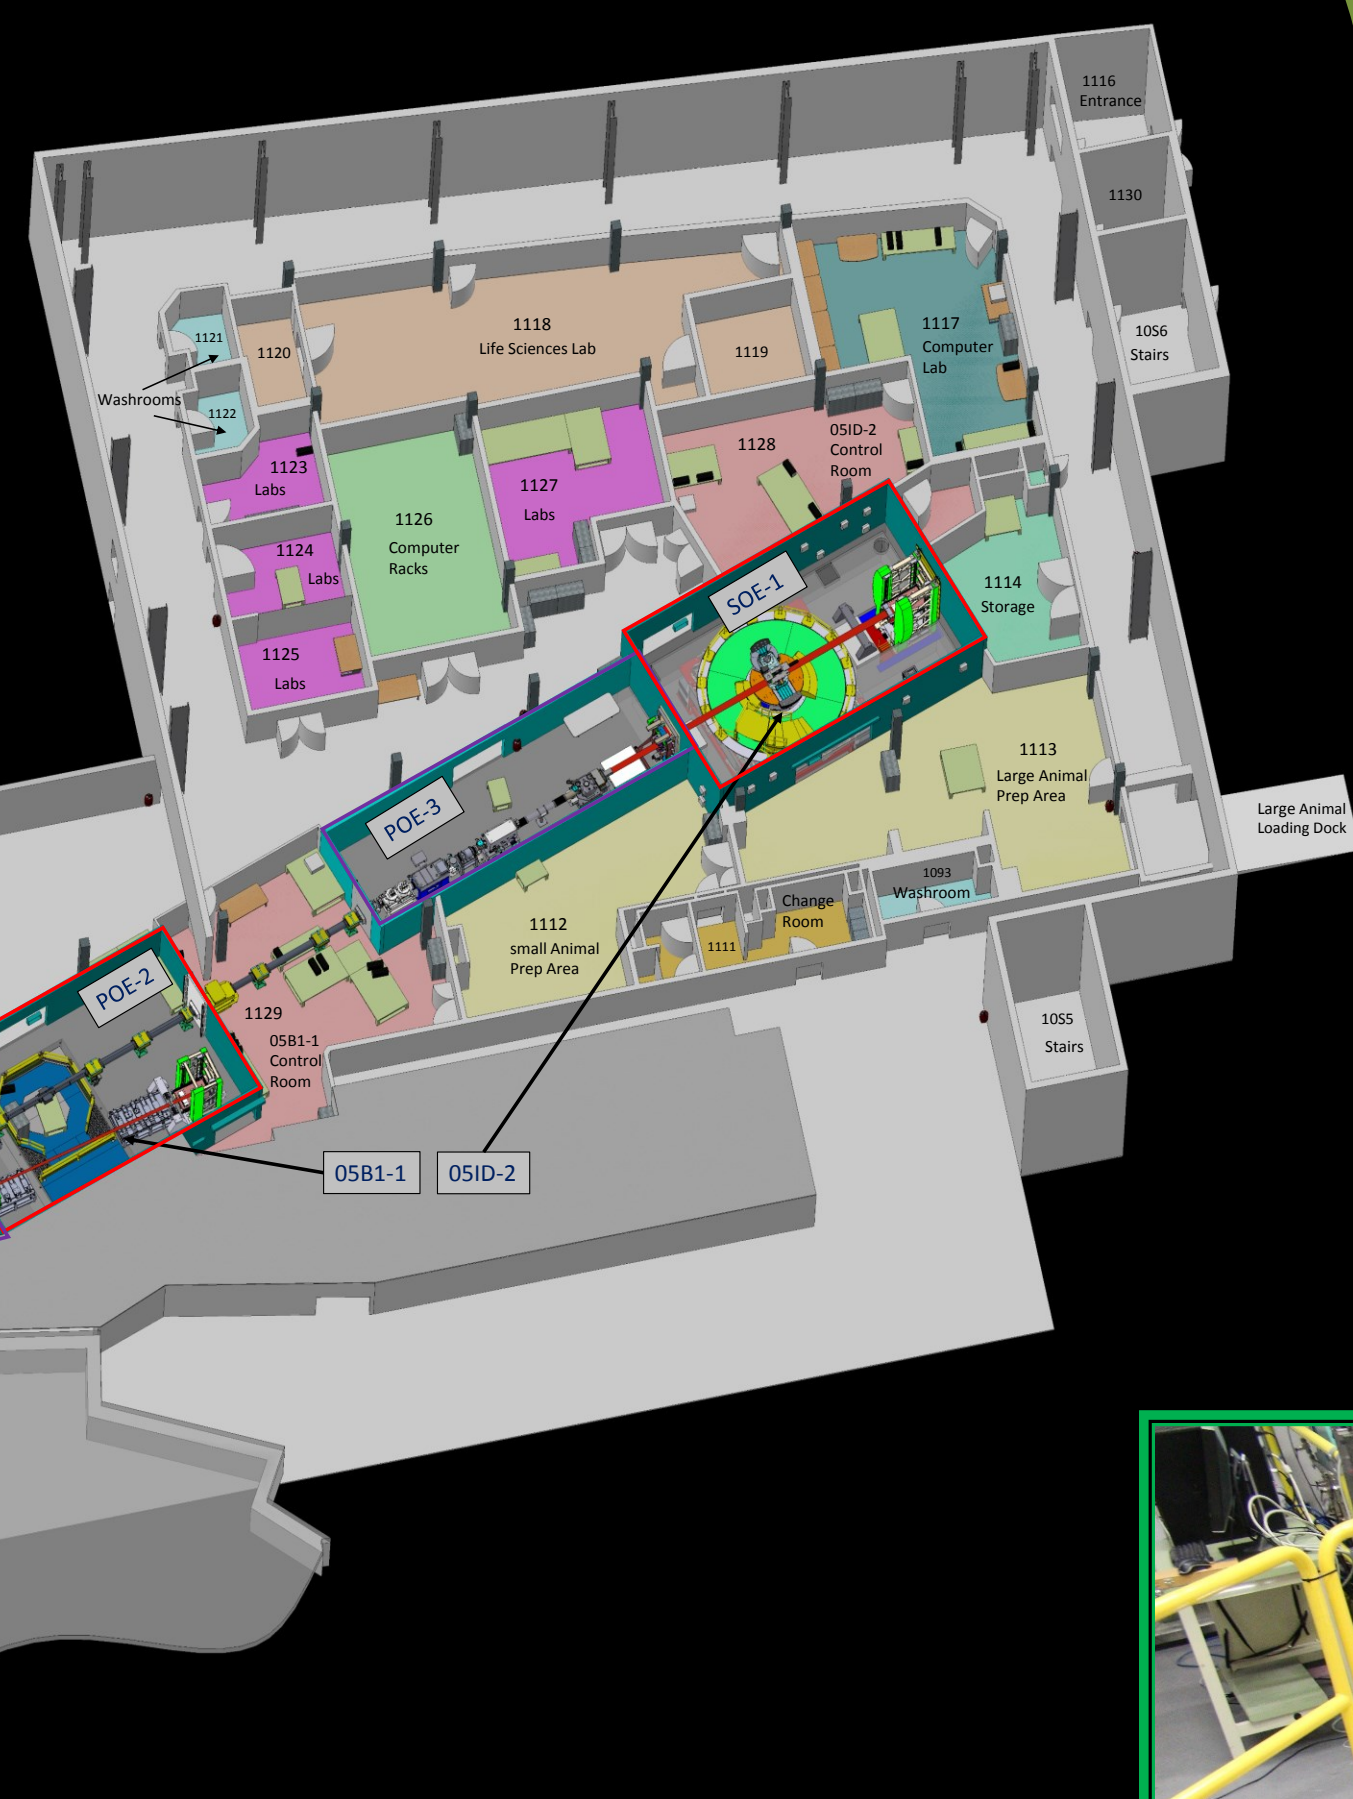 1116
Entrance
1130
10S6
Stairs
1121
1120
1118
Life Sciences Lab
1119
1117
Computer
Lab
Washrooms
1122
1123
Labs
1128
05ID-2
Control
Room
1127
Labs
1126
Computer
Racks
1124
Labs
1125
Labs
SOE-1
1114
Storage
1113
Large Animal
Prep Area
Large Animal
Loading Dock
POE-3
1112
small Animal
Prep Area
Change
Room
1111
1093
Washroom
POE-2
1129
05B1-1
Control
Room
10S5
Stairs
05B1-1
05ID-2